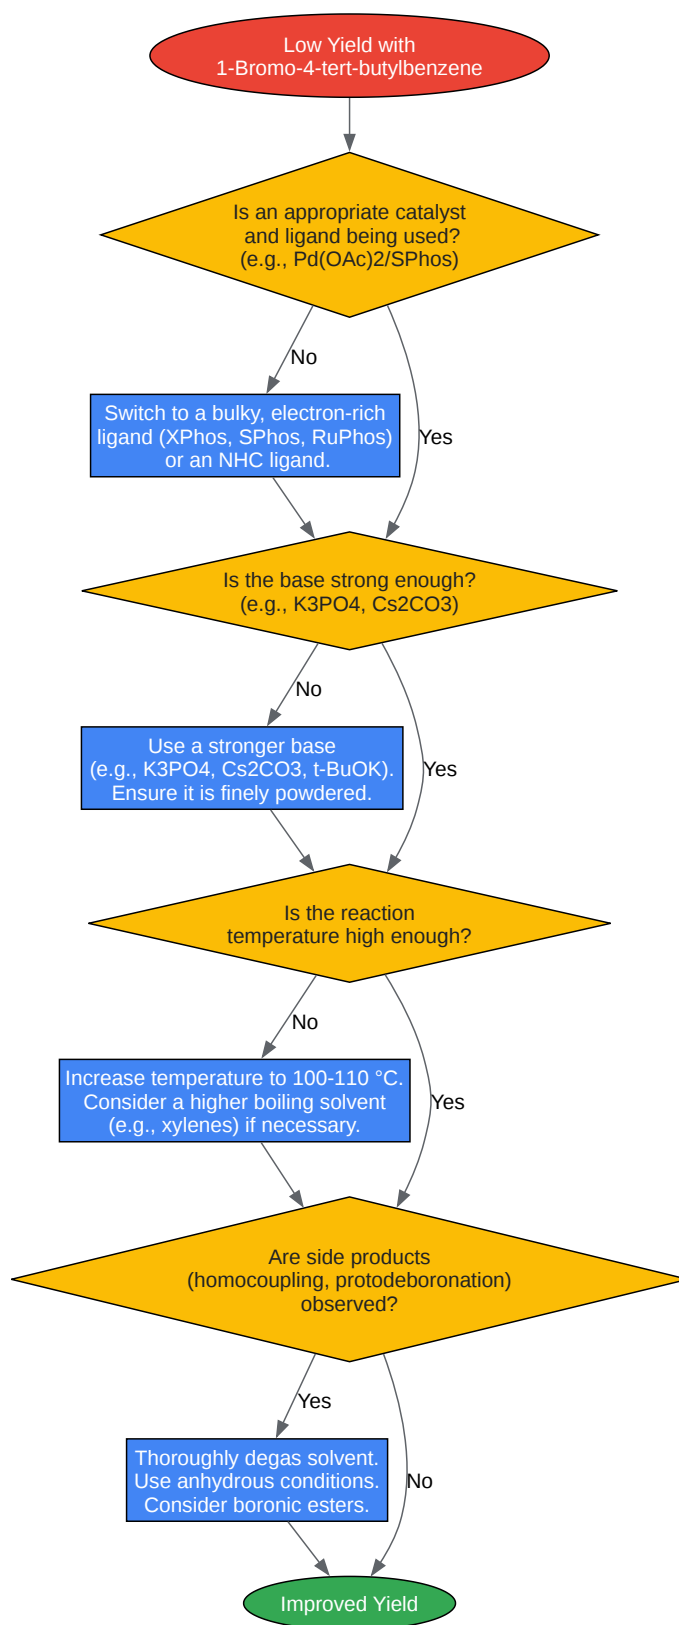 Low Yield with
1-Bromo-4-tert-butylbenzene
Is an appropriate catalyst
and ligand being used?
(e.g., Pd(OAc)2/SPhos)
No
Yes
Switch to a bulky, electron-rich
ligand (XPhos, SPhos, RuPhos)
or an NHC ligand.
Is the base strong enough?
(e.g., K3PO4, Cs2CO3)
No
Yes
Use a stronger base
(e.g., K3PO4, Cs2CO3, t-BuOK).
Ensure it is finely powdered.
Is the reaction
temperature high enough?
No
Yes
Increase temperature to 100-110 °C.
Consider a higher boiling solvent
(e.g., xylenes) if necessary.
Are side products
(homocoupling, protodeboronation)
observed?
Yes
No
Thoroughly degas solvent.
Use anhydrous conditions.
Consider boronic esters.
Improved Yield